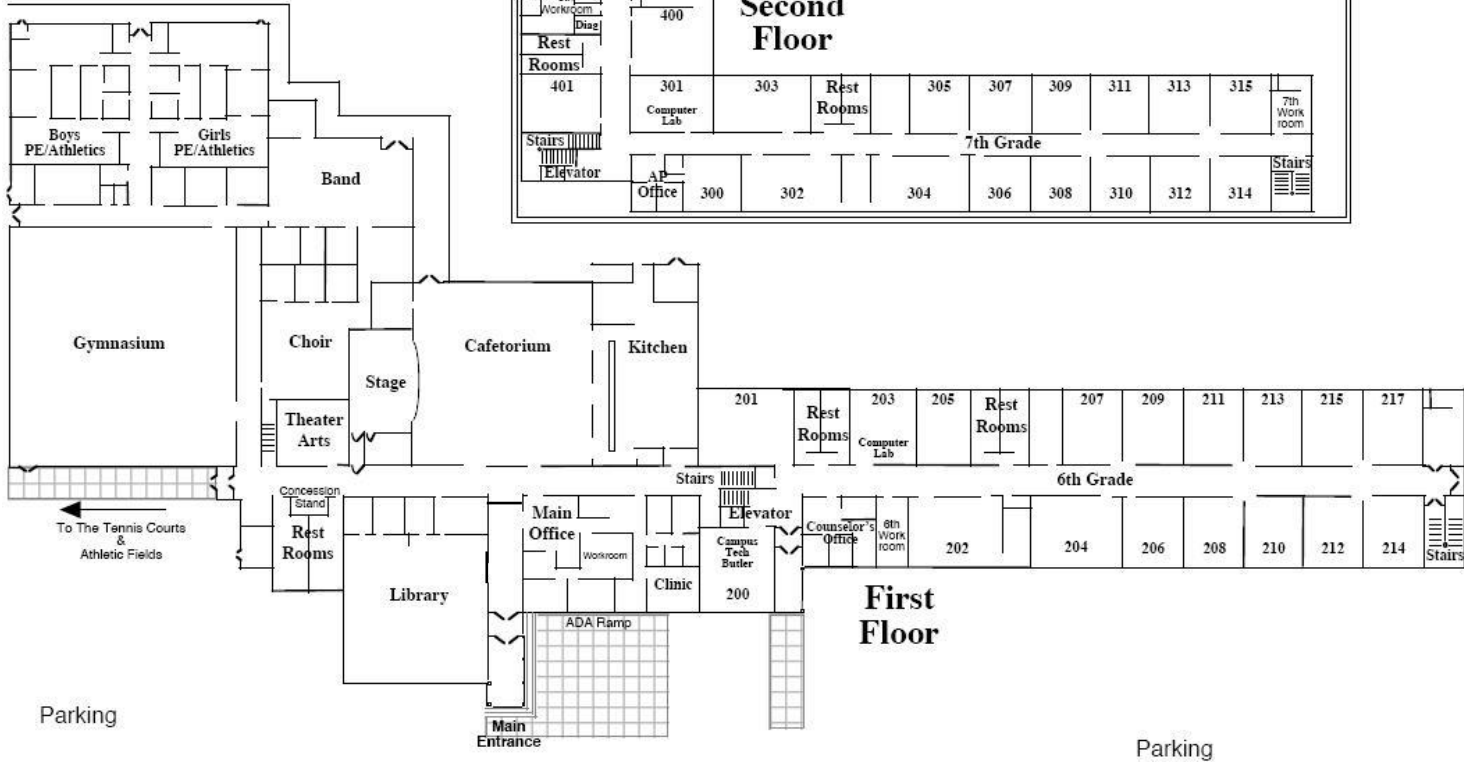 Second
Floor
Workroom
Diag
400
Rest
Rooms
401
301
Computer
Lab
303
Rest
Rooms
305
307
309
311
313
315
7th
Work
room
Stairs
Elevator
7th Grade
Stairs
AP
Office
300
302
304
306
308
310
312
314
Boys
PE/Athletics
Girls
PE/Athletics
Band
Gymnasium
Choir
Stage
Cafetorium
Kitchen
Theater
Arts
201
Rest
Rooms
203
Computer
Lab
205
Rest
Rooms
207
209
211
213
215
217
Stairs
6th Grade
Concession
Stand
Rest
Rooms
To The Tennis Courts
&
Athletic Fields
Library
Main
Office
Workroom
Clinic
Elevator
Campus
Tech
Butler
200
Counselor's
Office
6th
Work
room
202
204
206
208
210
212
214
Stairs
First
Floor
ADA Ramp
Main
Entrance
Parking
Parking